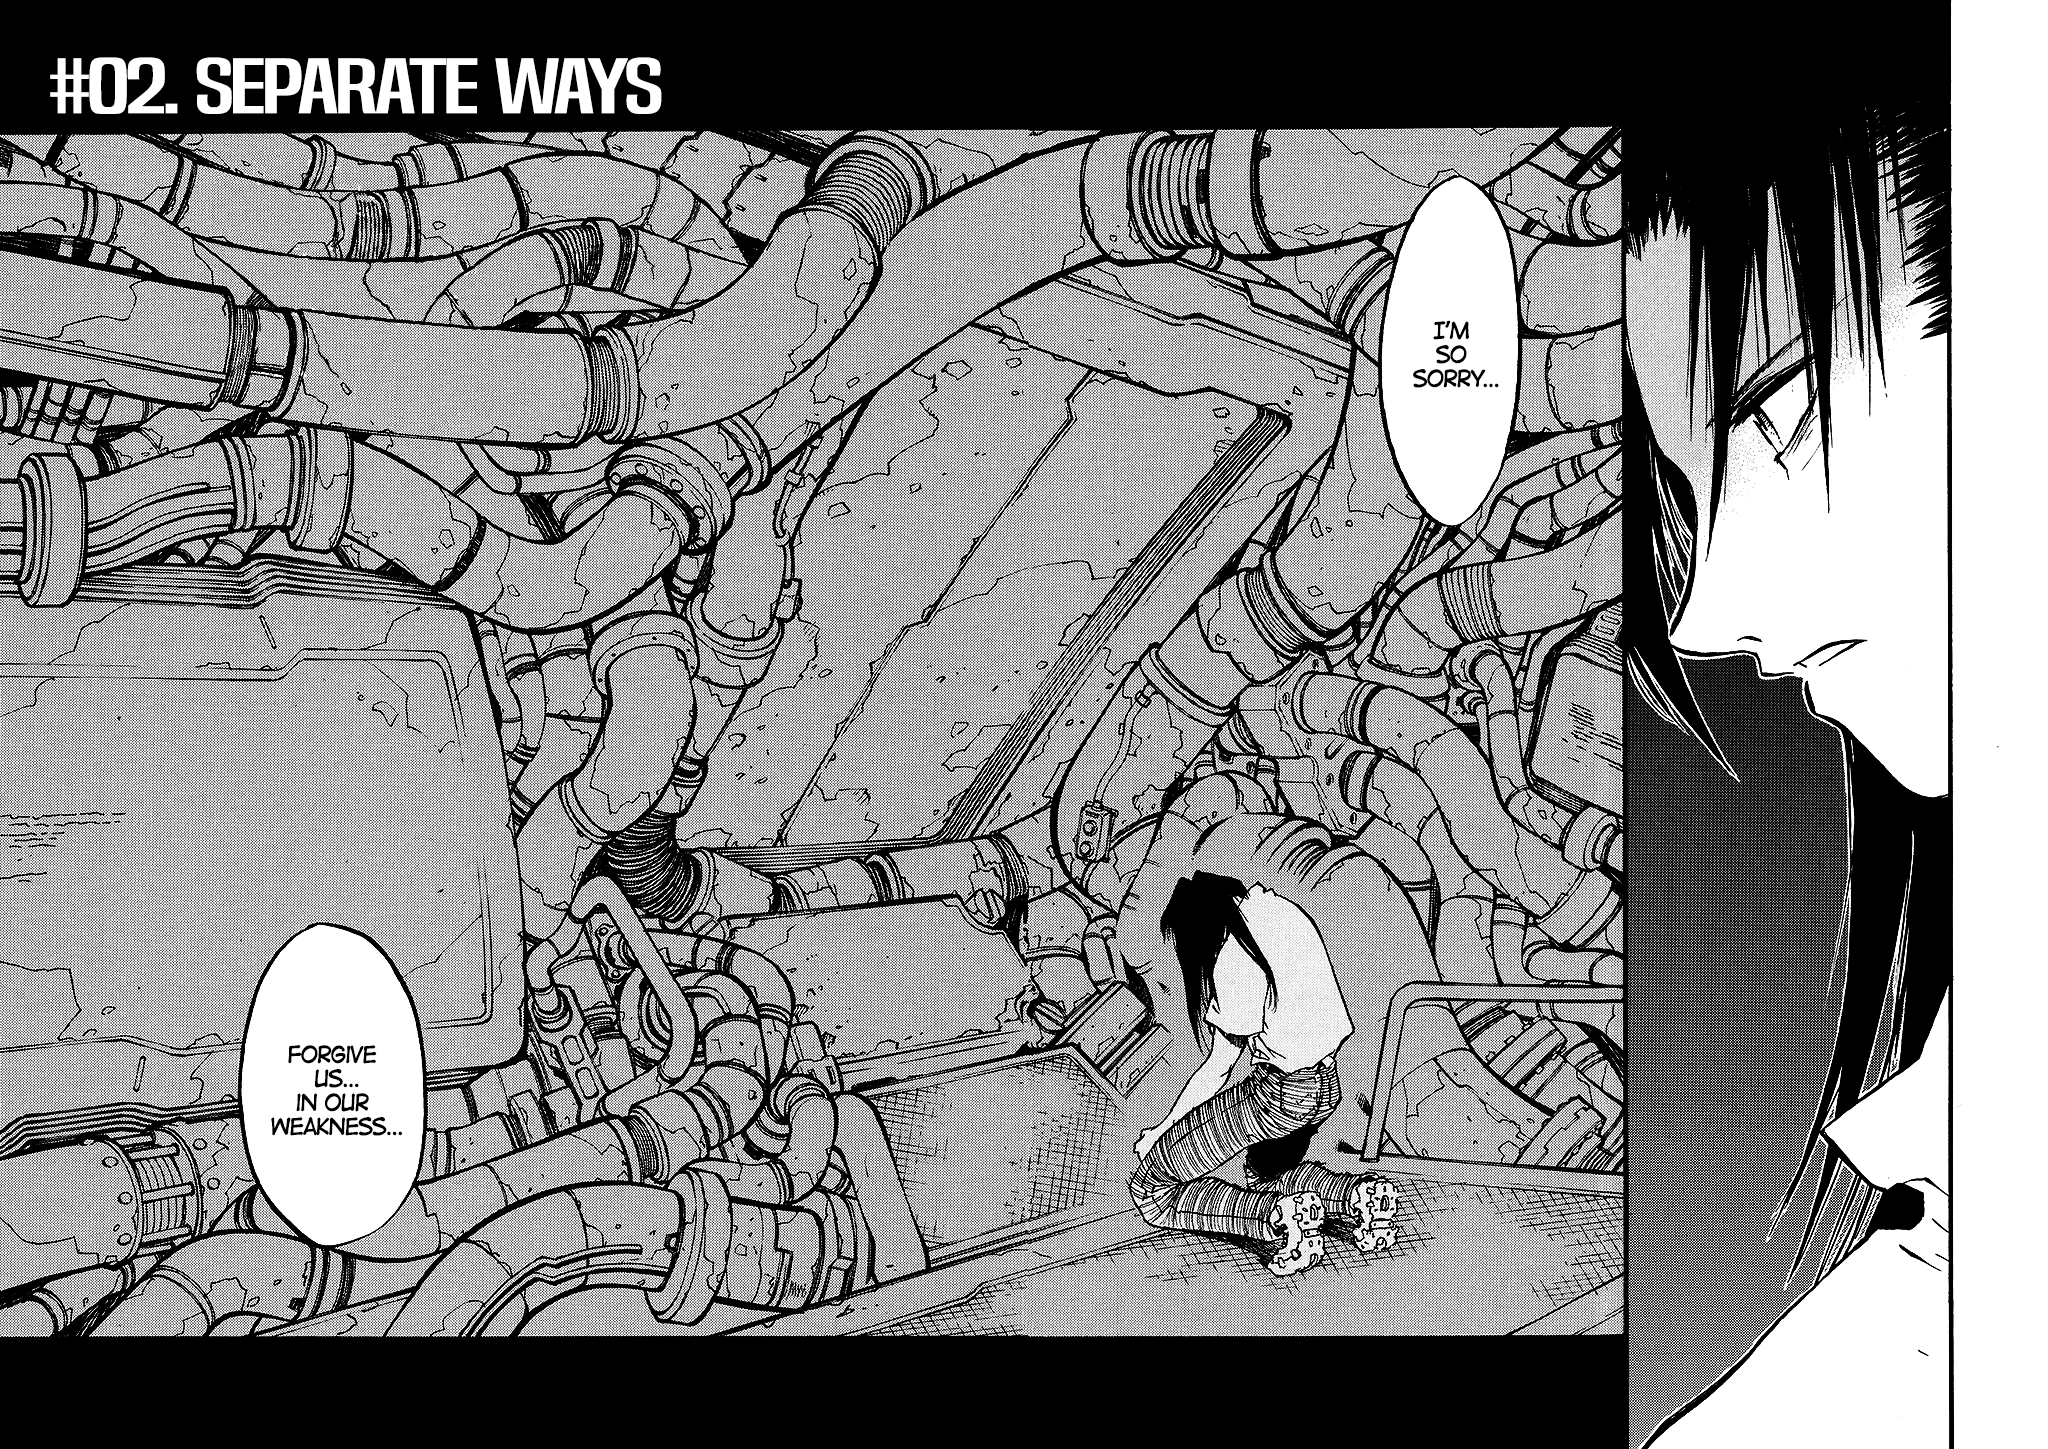 #02. SEPARATE WAYS
I'M
SO
SORRY...
FORGIVE
US...
IN OUR
WEAKNESS...